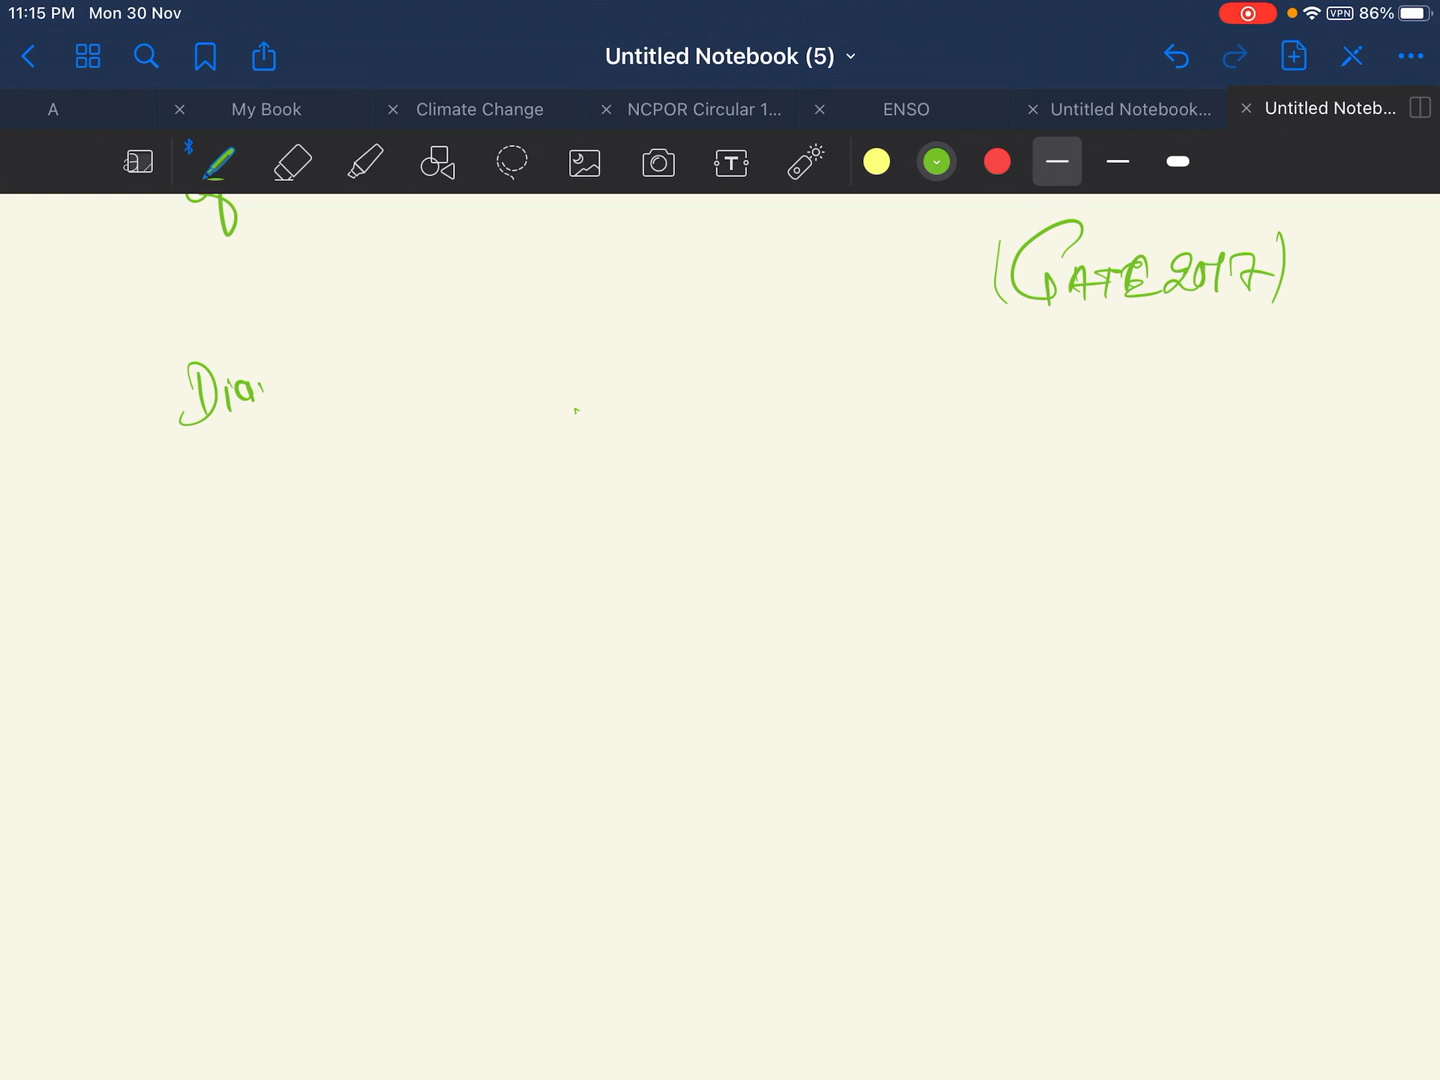 11:15 PM Mon 30 Nov
VPN 86%
Untitled Notebook (5)
A
My Book
Climate Change
NCPOR Circular 1...
ENSO
Untitled Notebook...
Untitled Noteb...
(GATE 2017)
Dia